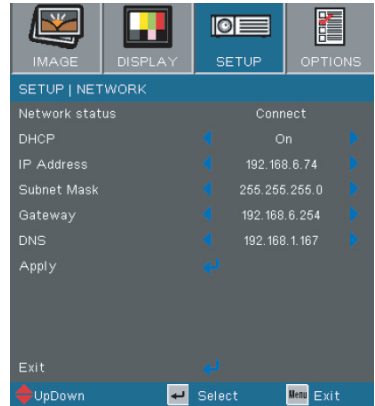 IMAGE DISPLAY SETUP OPTIONS
SETUP | NETWORK
Network status Connect
DHCP On
IP Address 192.168.6.74
Subnet Mask 255.255.255.0
Gateway 192.168.6.254
DNS 192.168.1.167
Apply
Exit
UpDown Select Menu Exit